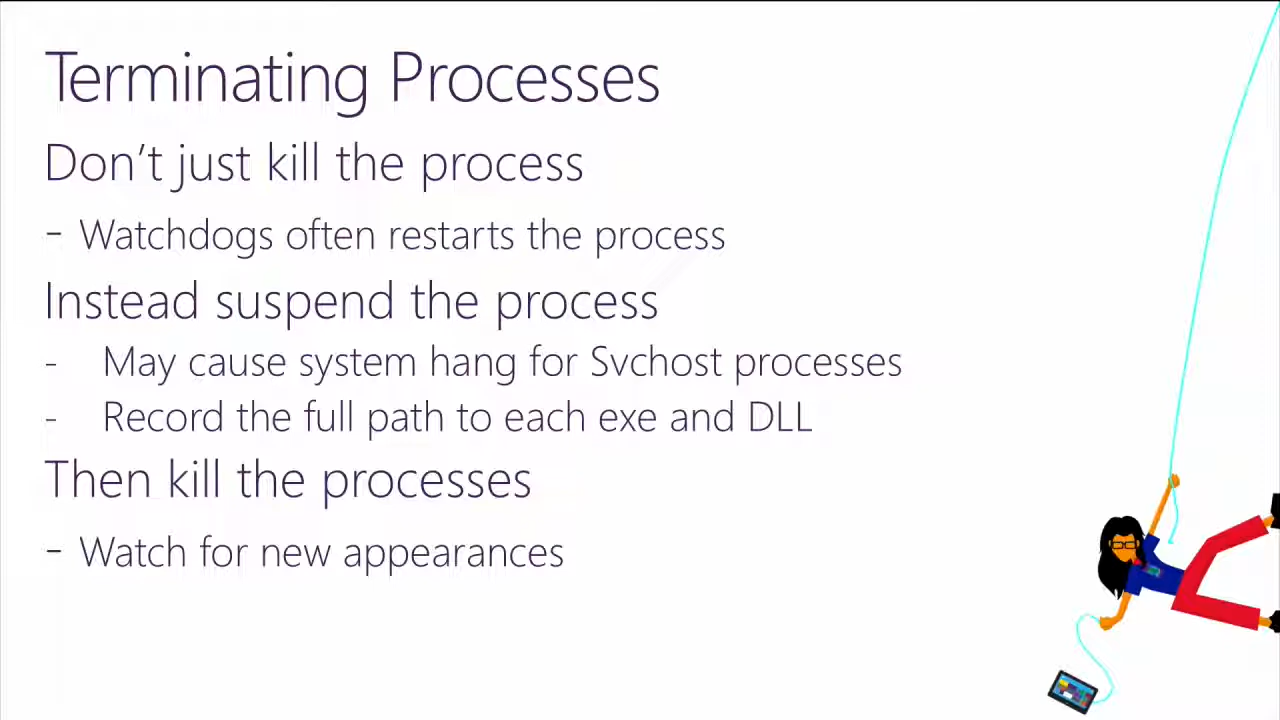 Terminating Processes
Don’t just kill the process
- Watchdogs often restarts the process
Instead suspend the process
- May cause system hang for Svchost processes
- Record the full path to each exe and DLL
Then kill the processes
- Watch for new appearances